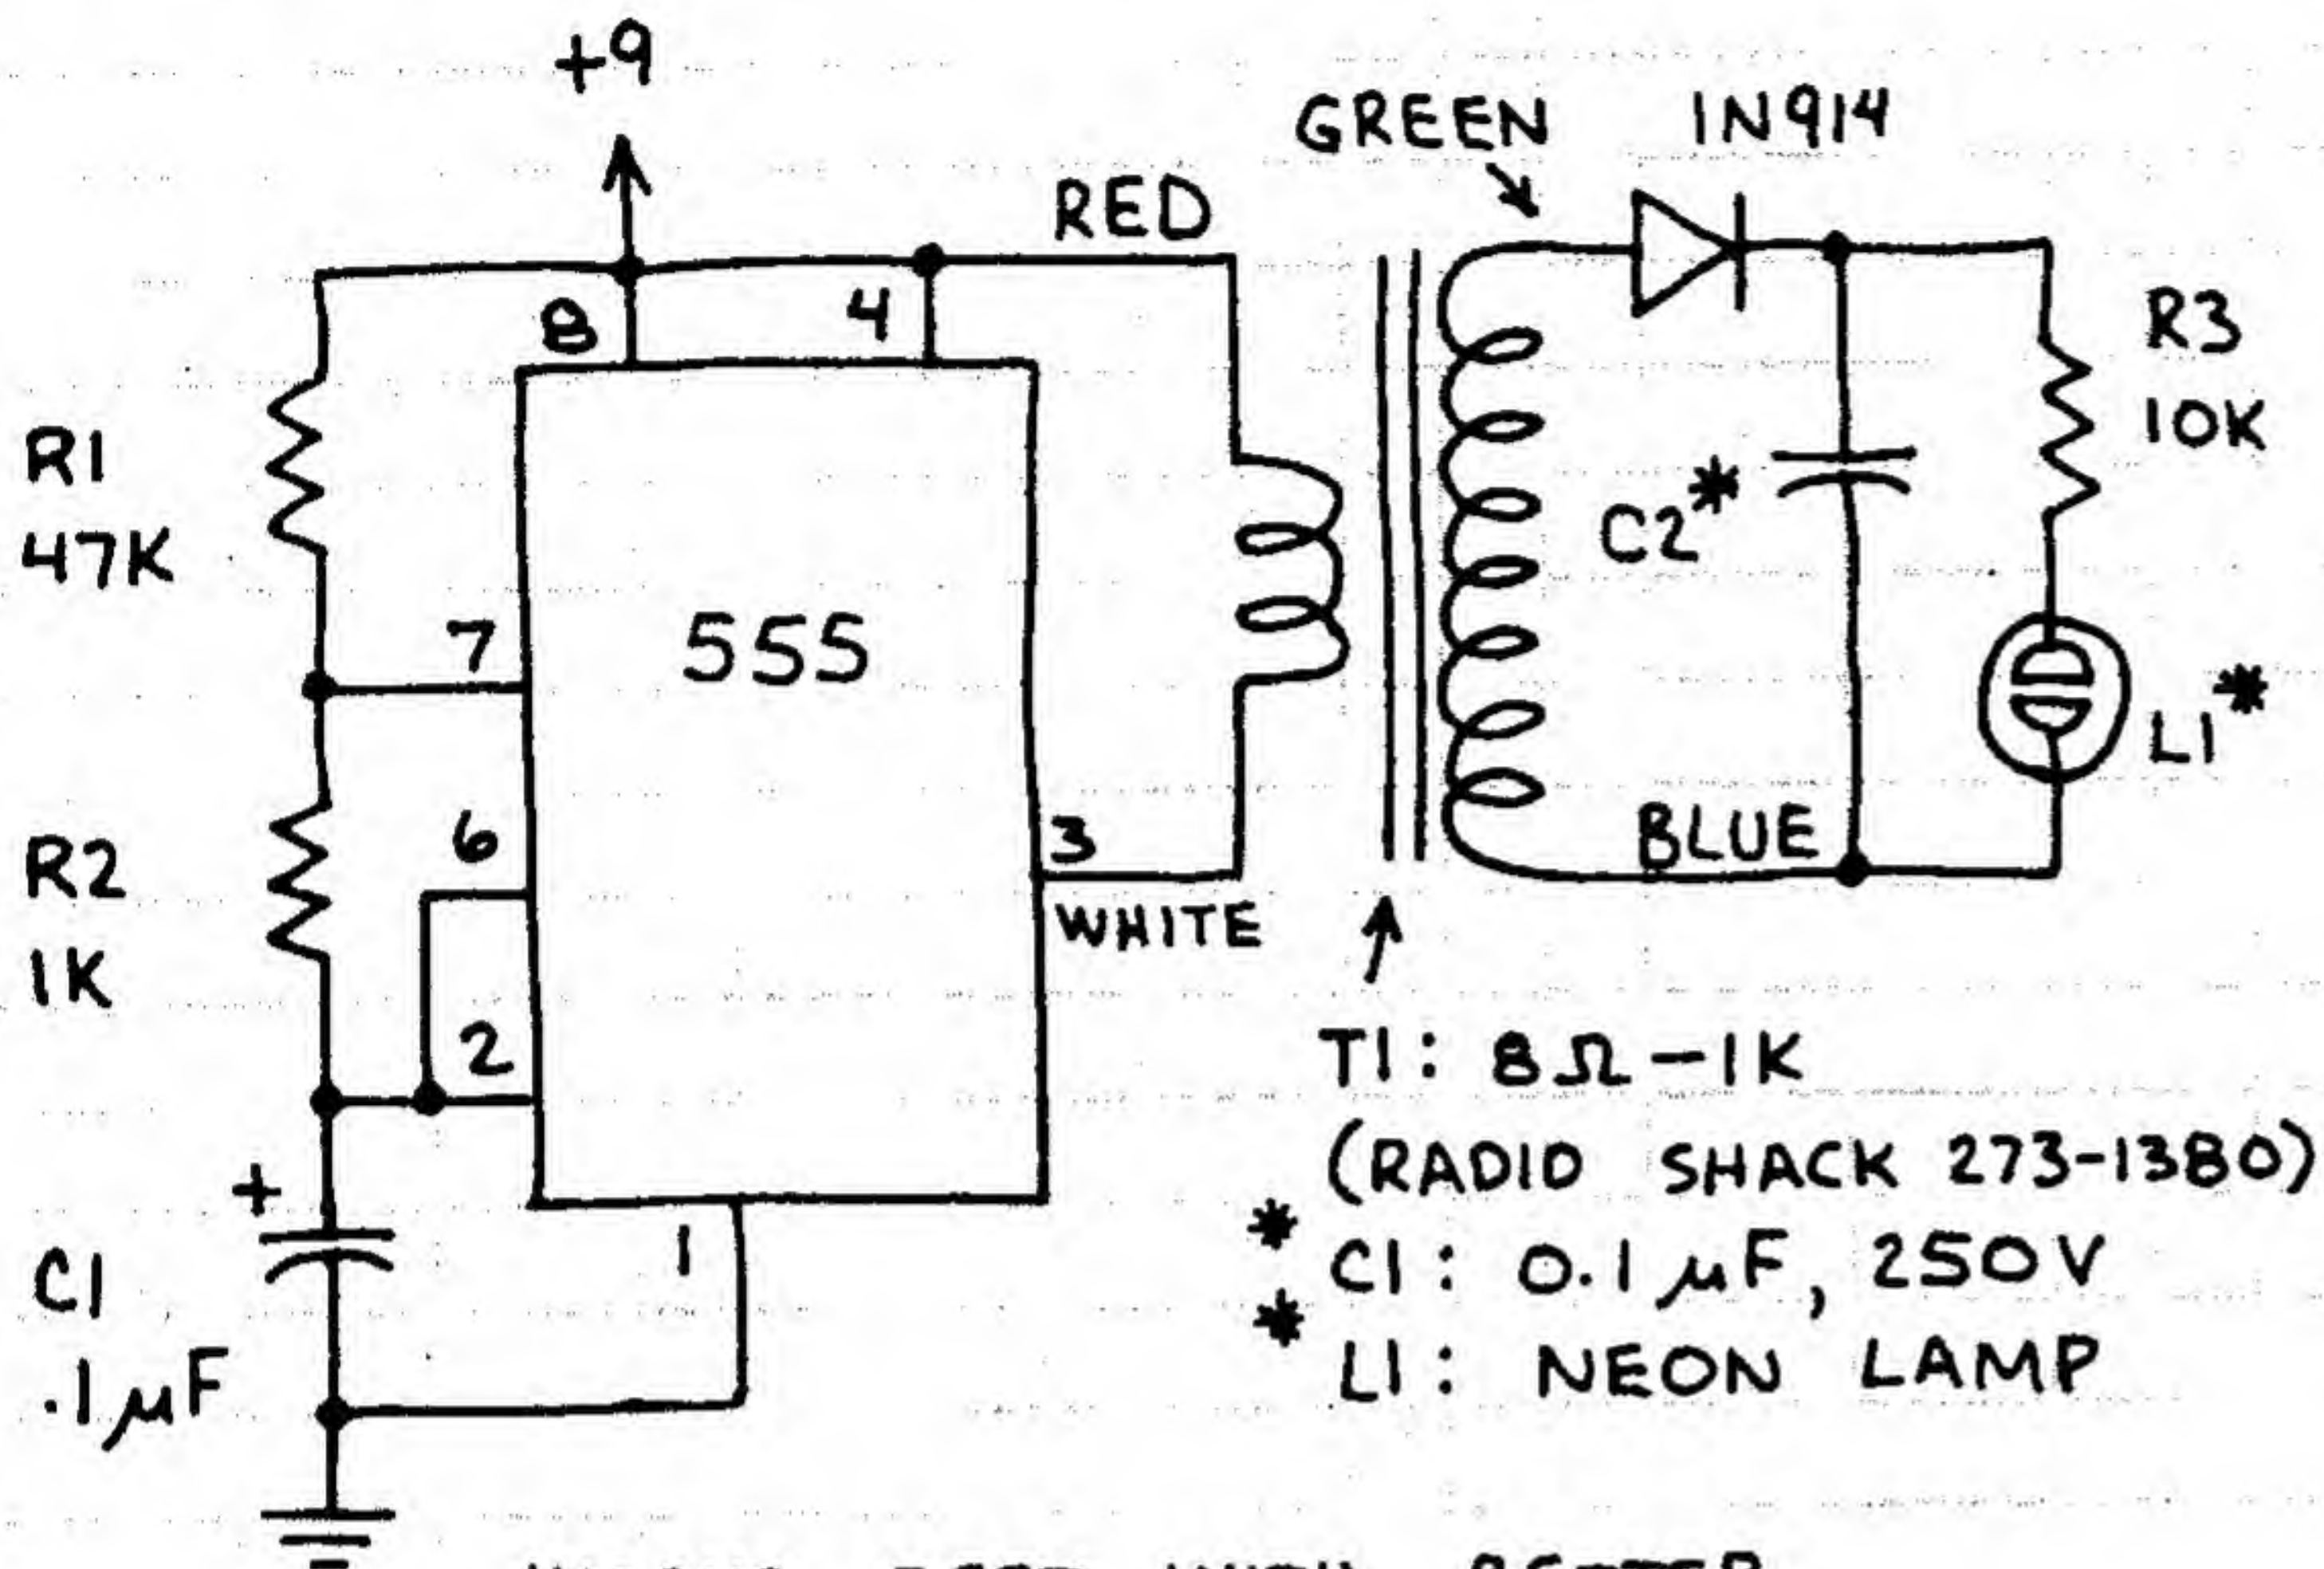 +9
GREEN 1N914
RED
8
4
R1
47K
7
555
R3
10K
C2*
L1*
R2
1K
6
3
WHITE
BLUE
2
T1: 8Ω-1K
(RADIO SHACK 273-1380)
* C1: 0.1µF, 250V
* L1: NEON LAMP
+
C1
.1µF
1